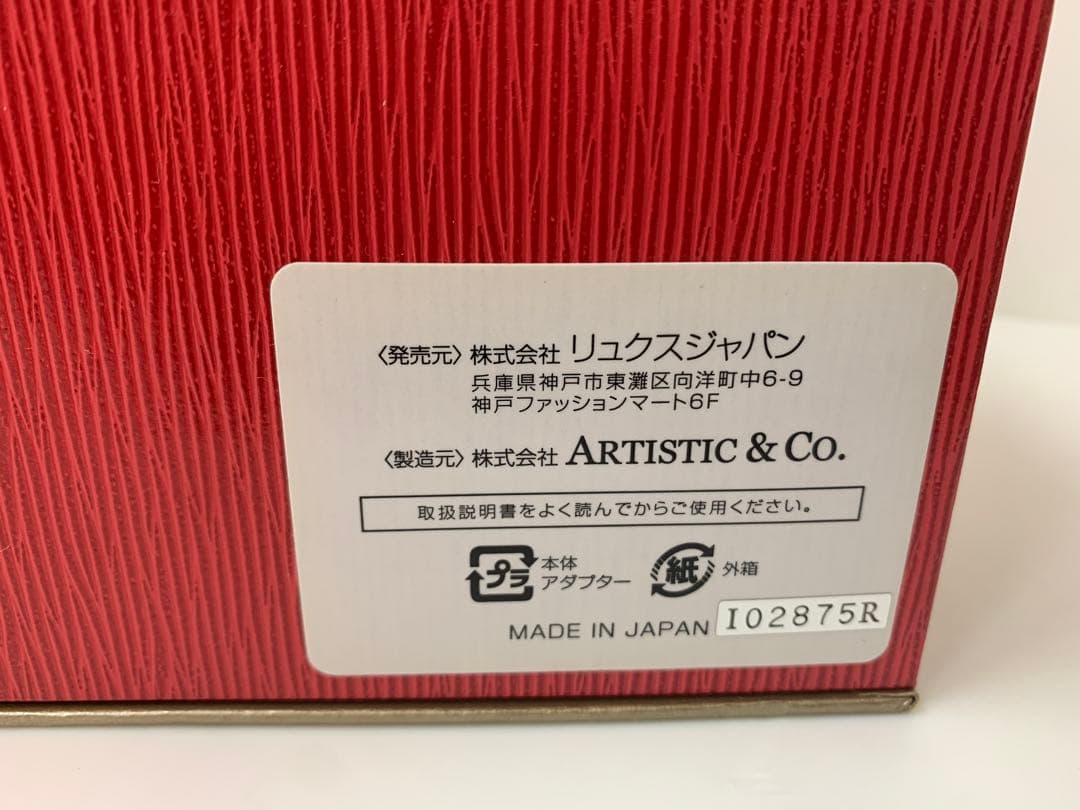 〈発売元〉株式会社 リュクスジャパン
兵庫県神戸市東灘区向洋町中6-9
神戸ファッションマート6F
〈製造元〉株式会社 ARTISTIC & CO.
取扱説明書をよく読んでからご使用ください。
プラ 本体
アダプター
紙 外箱
MADE IN JAPAN I02875R